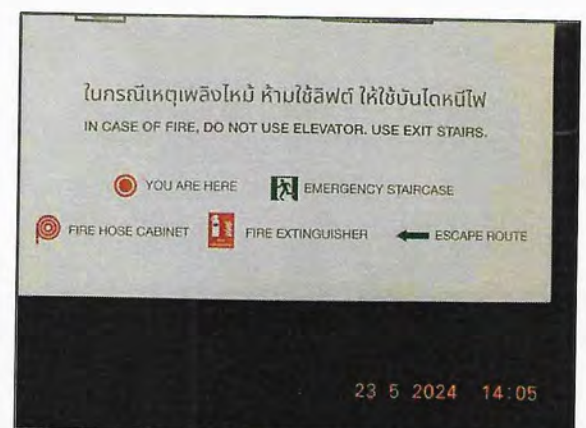 ในกรณีเหตุเพลิงไหม้ ห้ามใช้ลิฟต์ ให้ใช้บันไดหนีไฟ
IN CASE OF FIRE, DO NOT USE ELEVATOR. USE EXIT STAIRS.
YOU ARE HERE EMERGENCY STAIRCASE
FIRE HOSE CABINET FIRE EXTINGUISHER ESCAPE ROUTE
23 5 2024 14:05